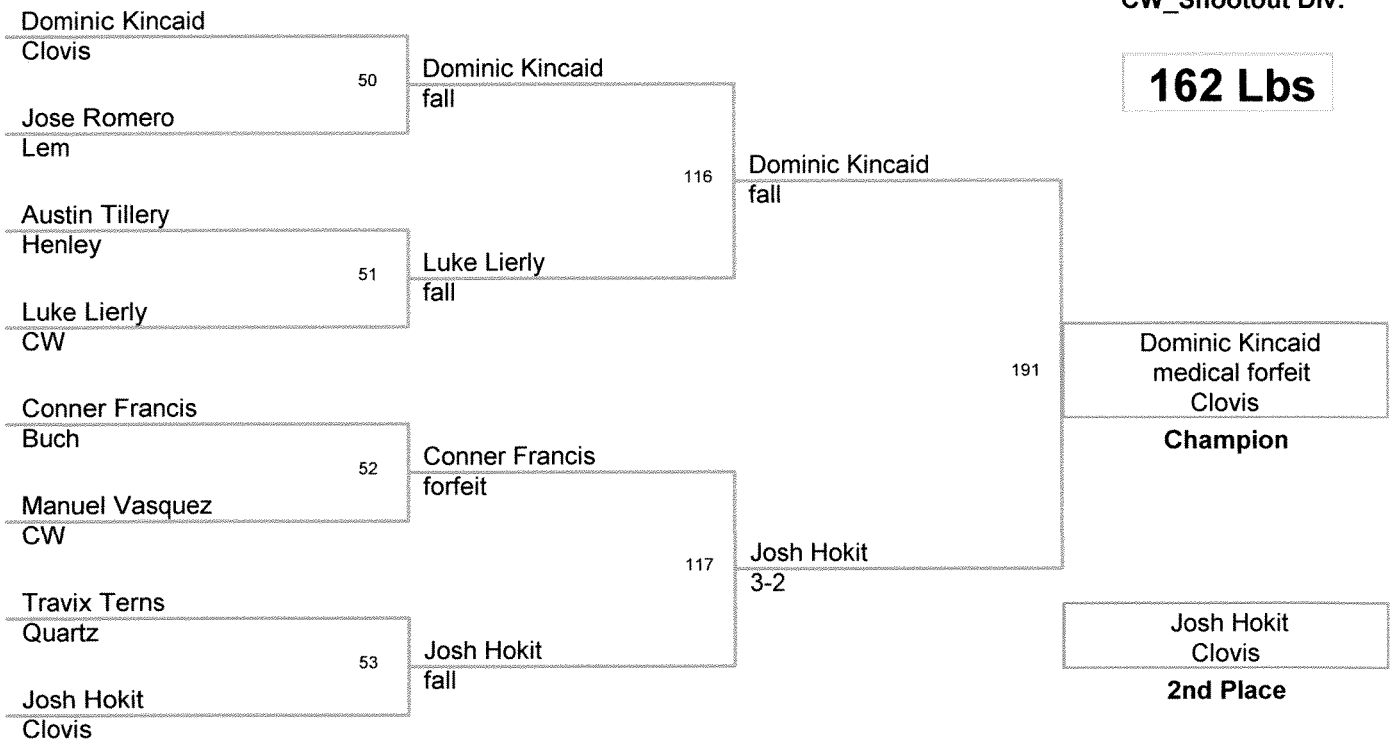 CW_Shootout Div.
162 Lbs
Dominic Kincaid
Clovis
50
Jose Romero
Lem
Dominic Kincaid
fall
Austin Tillery
Henley
51
Luke Lierly
CW
Luke Lierly
fall
116
Dominic Kincaid
fall
Conner Francis
Buch
52
Manuel Vasquez
CW
Conner Francis
forfeit
Travix Terns
Quartz
53
Josh Hokit
Clovis
Josh Hokit
fall
117
Josh Hokit
3-2
191
Dominic Kincaid
medical forfeit
Clovis
Champion
Josh Hokit
Clovis
2nd Place